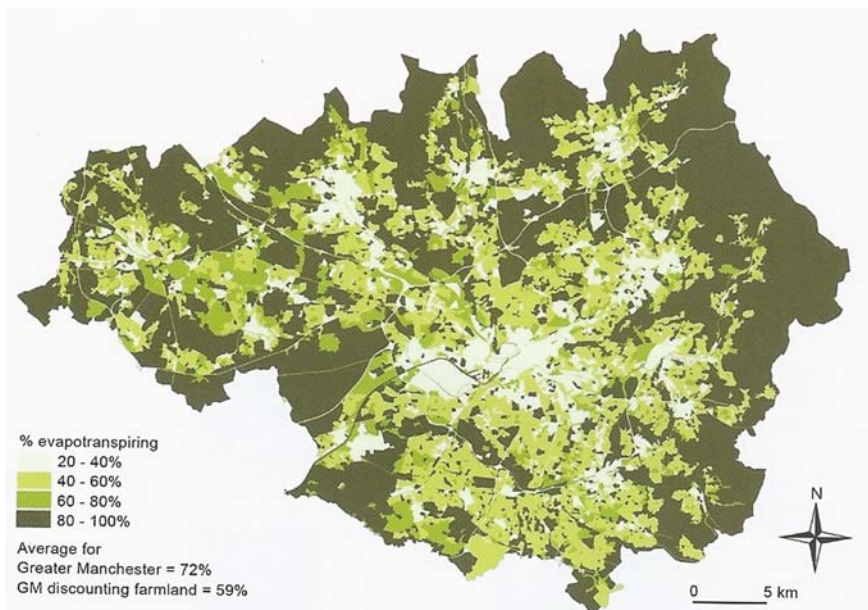 % evapotranspiring
20 - 40%
40 - 60%
60 - 80%
80 - 100%
Average for
Greater Manchester = 72%
GM discounting farmland = 59%
N
0 5 km